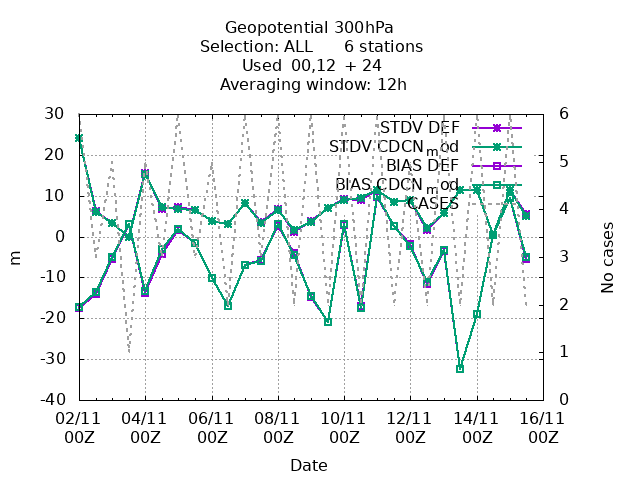 Geopotential 300hPa
Selection: ALL 6 stations
Used 00,12 + 24
Averaging window: 12h
30
20
10
0
-10
-20
-30
-40
m
6
5
4
3
2
1
0
No cases
STDV DEF
STDV CDCN_mod
BIAS DEF
BIAS CDCN_mod
CASES
02/11 04/11 06/11 08/11 10/11 12/11 14/11 16/11
00Z 00Z 00Z 00Z 00Z 00Z 00Z 00Z
Date